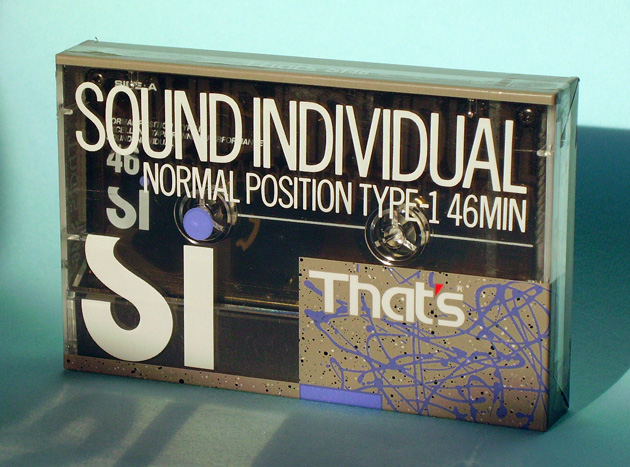 SOUND INDIVIDUAL
NORMAL POSITION TYPE-1 46MIN
46
Si
Si
That's